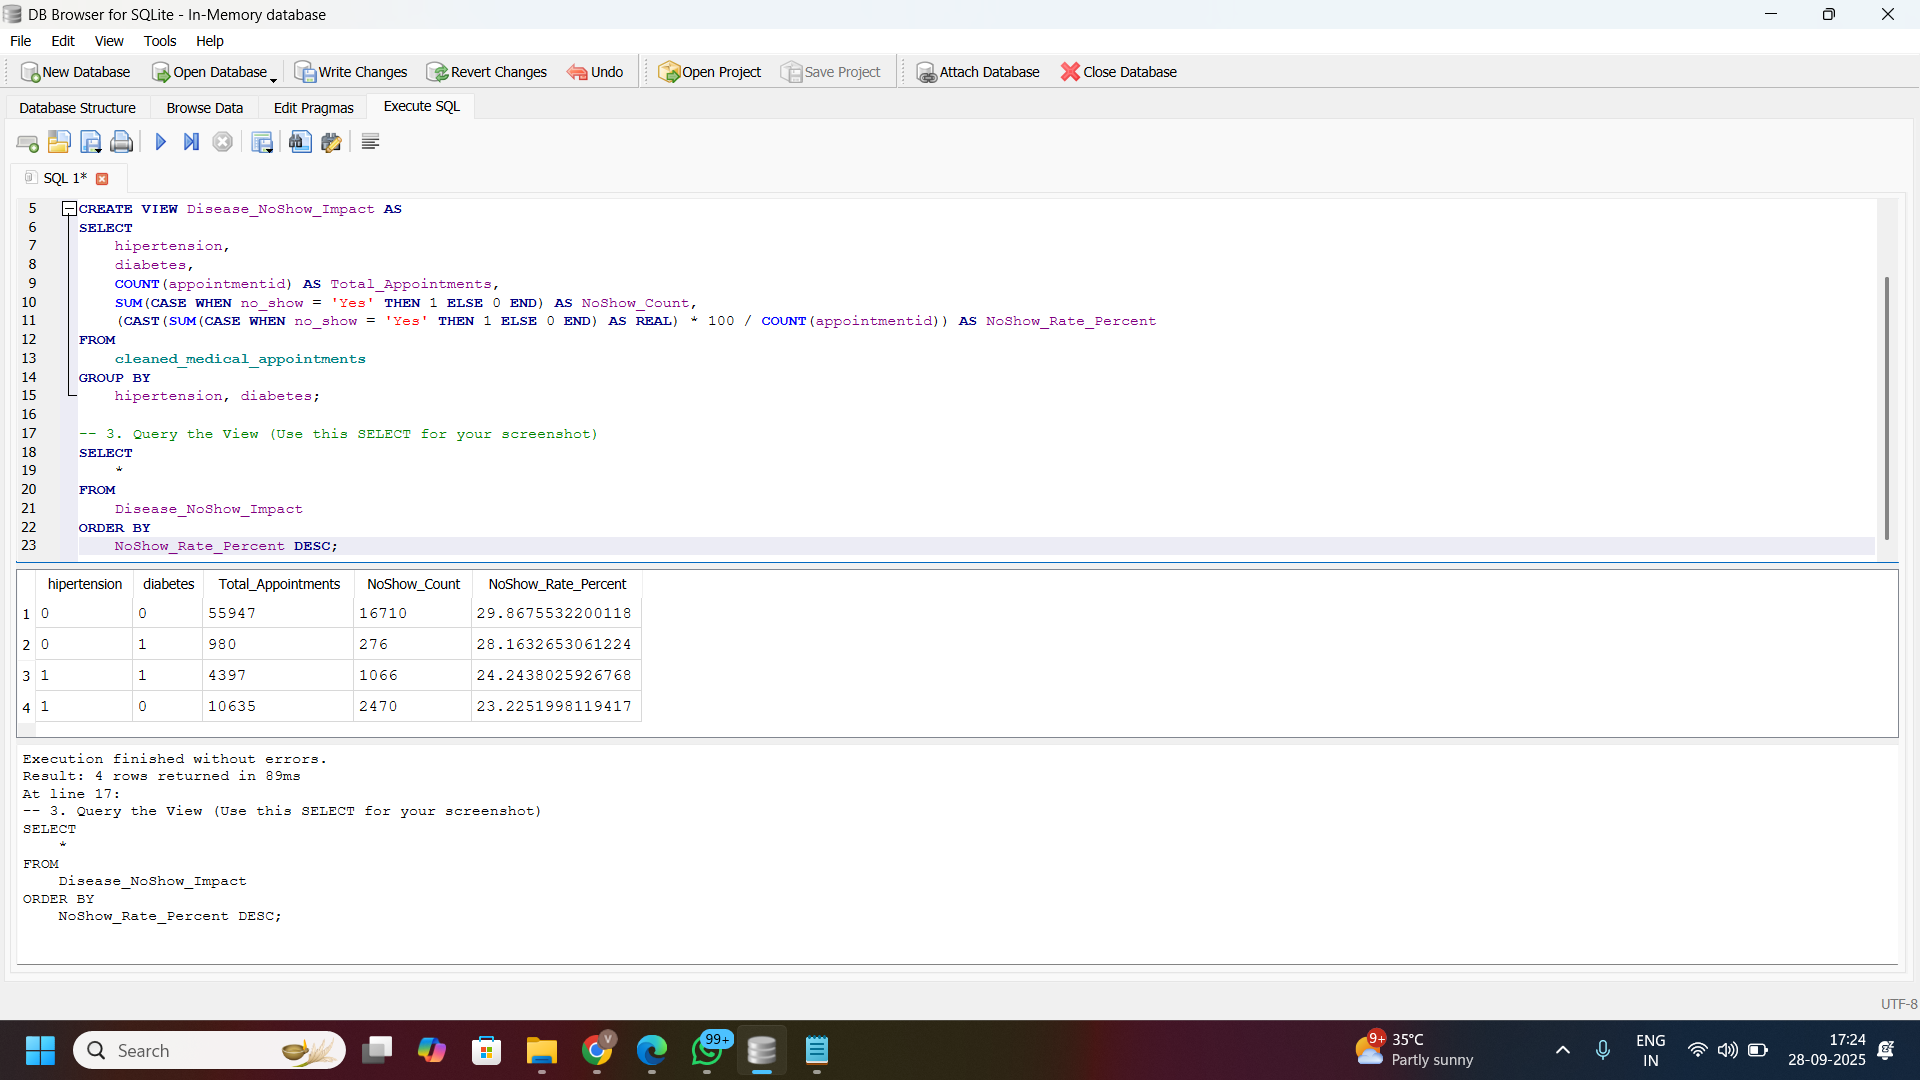 DB Browser for SQLite - In-Memory database
File Edit View Tools Help
New Database Open Database Write Changes Revert Changes Undo Open Project Save Project Attach Database Close Database
Database Structure Browse Data Edit Pragmas Execute SQL
SQL 1*
5 CREATE VIEW Disease_NoShow_Impact AS
6 SELECT
7 hipertension,
8 diabetes,
9 COUNT(appointmentid) AS Total_Appointments,
10 SUM(CASE WHEN no_show = 'Yes' THEN 1 ELSE 0 END) AS NoShow_Count,
11 (CAST(SUM(CASE WHEN no_show = 'Yes' THEN 1 ELSE 0 END) AS REAL) * 100 / COUNT(appointmentid)) AS NoShow_Rate_Percent
12 FROM
13 cleaned_medical_appointments
14 GROUP BY
15 hipertension, diabetes;
16
17 -- 3. Query the View (Use this SELECT for your screenshot)
18 SELECT
19 *
20 FROM
21 Disease_NoShow_Impact
22 ORDER BY
23 NoShow_Rate_Percent DESC;
hipertension diabetes Total_Appointments NoShow_Count NoShow_Rate_Percent
1 0 0 55947 16710 29.8675532200118
2 0 1 980 276 28.1632653061224
3 1 1 4397 1066 24.2438025926768
4 1 0 10635 2470 23.2251998119417
Execution finished without errors.
Result: 4 rows returned in 89ms
At line 17:
-- 3. Query the View (Use this SELECT for your screenshot)
SELECT
*
FROM
Disease_NoShow_Impact
ORDER BY
NoShow_Rate_Percent DESC;
UTF-8
Search
V
99+
9+
35°C
Partly sunny
ENG
IN
17:24
28-09-2025